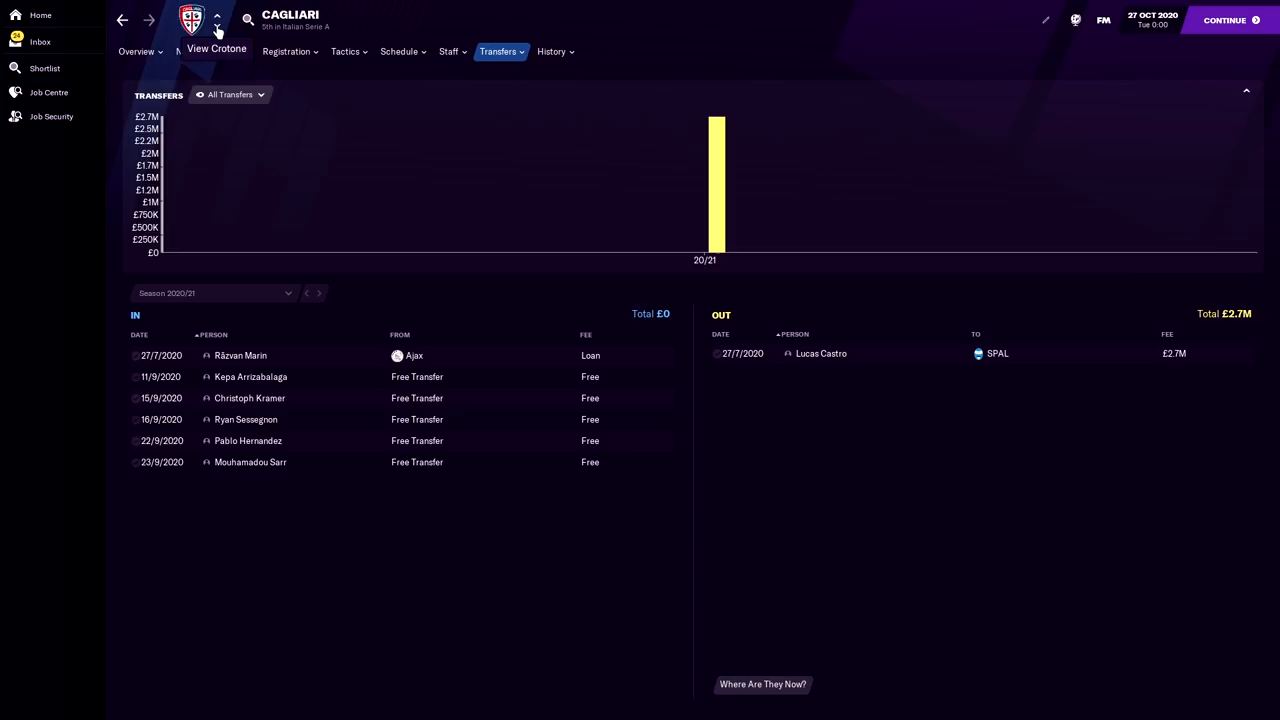 Home
24
Inbox
Shortlist
Job Centre
Job Security
CAGLIARI
5th in Italian Serie A
View Crotone
FM
27 OCT 2020
Tue 0:00
CONTINUE
Overview
N
Registration
Tactics
Schedule
Staff
Transfers
History
TRANSFERS
All Transfers
£2.7M
£2.5M
£2.2M
£2M
£1.7M
£1.5M
£1.2M
£1M
£750K
£500K
£250K
£0
20/21
Season 2020/21
IN
Total £0
DATE PERSON FROM FEE
27/7/2020 Răzvan Marin Ajax Loan
11/9/2020 Kepa Arrizabalaga Free Transfer Free
15/9/2020 Christoph Kramer Free Transfer Free
16/9/2020 Ryan Sessegnon Free Transfer Free
22/9/2020 Pablo Hernandez Free Transfer Free
23/9/2020 Mouhamadou Sarr Free Transfer Free
OUT
Total £2.7M
DATE PERSON TO FEE
27/7/2020 Lucas Castro SPAL £2.7M
Where Are They Now?